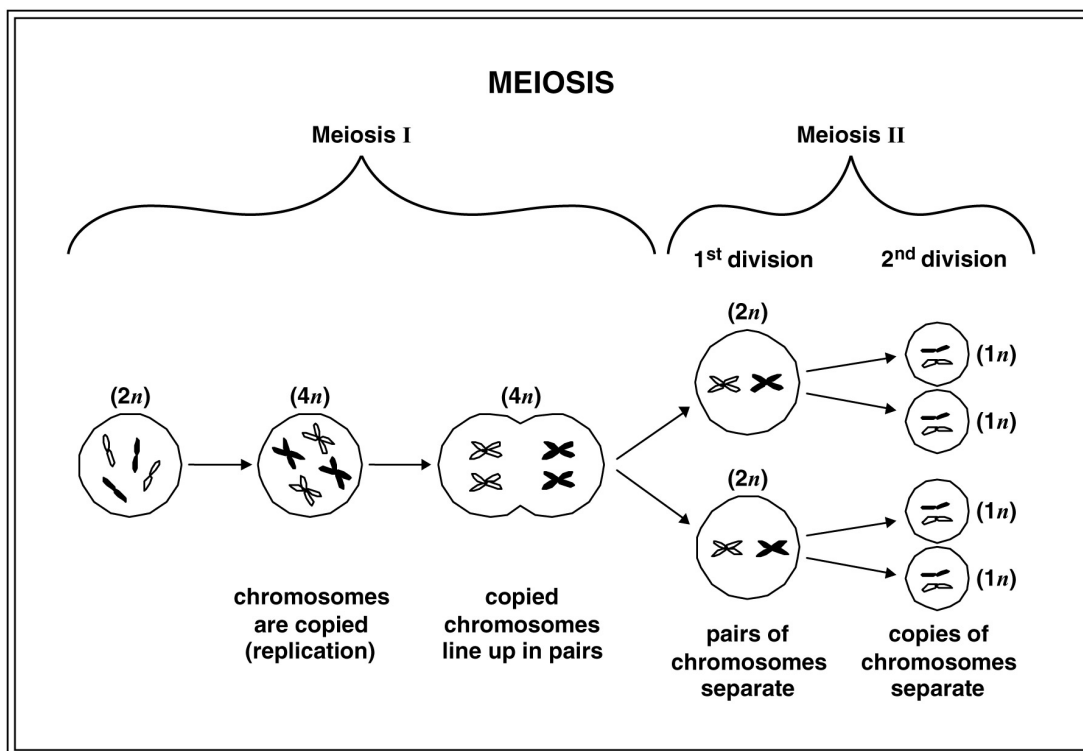 MEIOSIS
Meiosis I
Meiosis II
1st division
2nd division
(2n)
(4n)
(4n)
(2n)
(2n)
(1n)
(1n)
(1n)
(1n)
chromosomes
are copied
(replication)
copied
chromosomes
line up in pairs
pairs of
chromosomes
separate
copies of
chromosomes
separate